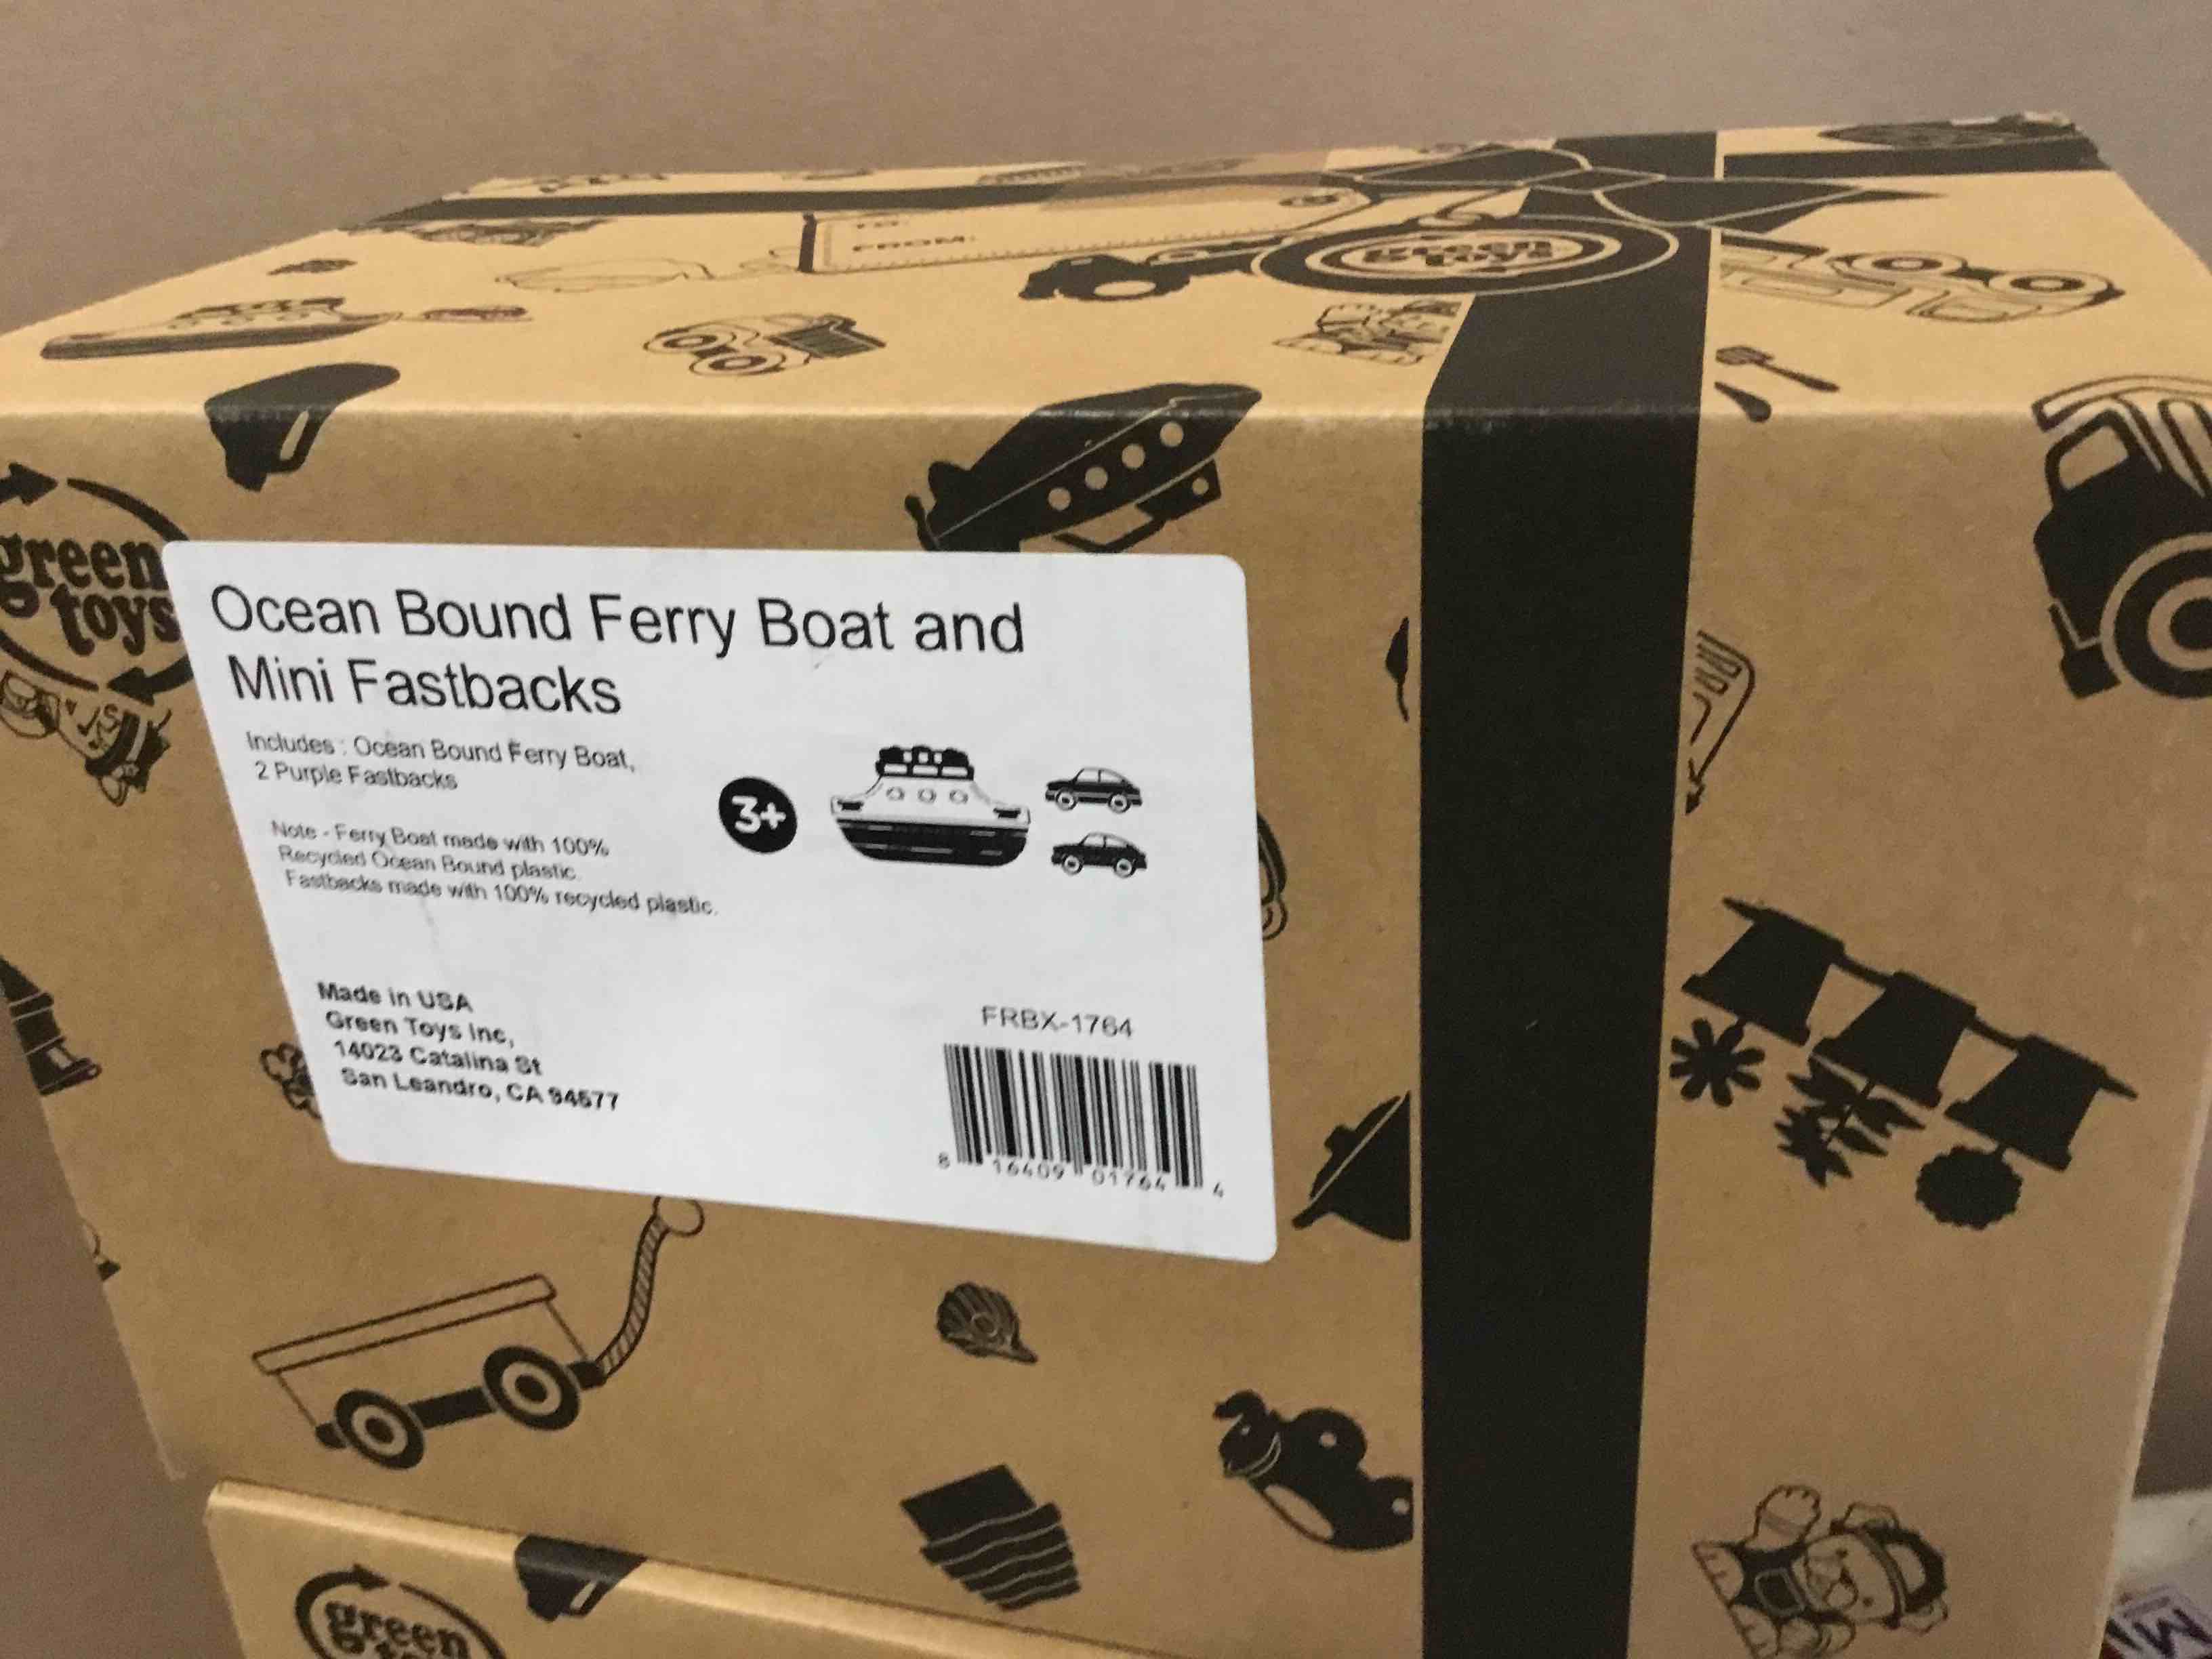 TO:
FROM:
green
toys
green
toys
Ocean Bound Ferry Boat and
Mini Fastbacks
Includes : Ocean Bound Ferry Boat,
2 Purple Fastbacks
3+
Note - Ferry Boat made with 100%
Recycled Ocean Bound plastic.
Fastbacks made with 100% recycled plastic.
Made in USA
Green Toys Inc,
14023 Catalina St
San Leandro, CA 94577
FRBX-1764
8 16409 01764 4
green